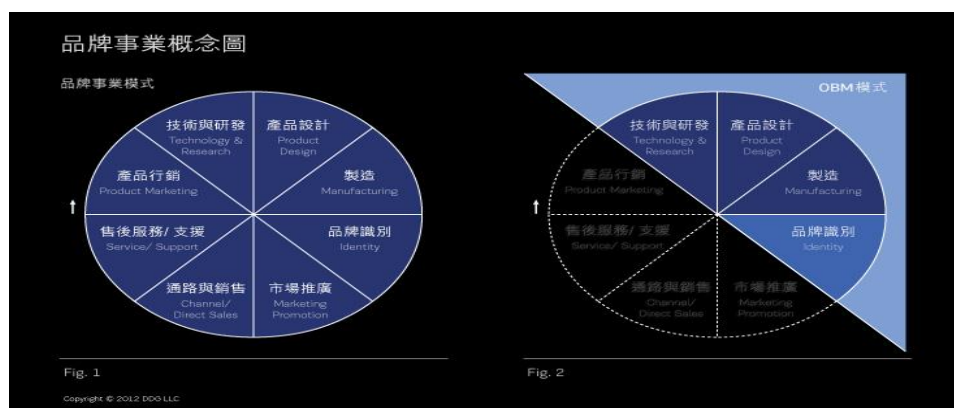 品牌事業概念圖
品牌事業模式
技術與研發
Technology &
Research
產品設計
Product
Design
製造
Manufacturing
品牌識別
Identity
市場推廣
Marketing
Promotion
通路與銷售
Channel/
Direct Sales
售後服務/ 支援
Service/ Support
產品行銷
Product Marketing
Fig. 1
OBM 模式
技術與研發
Technology &
Research
產品設計
Product
Design
製造
Manufacturing
品牌識別
Identity
市場推廣
Marketing
Promotion
通路與銷售
Channel/
Direct Sales
售後服務/ 支援
Service/ Support
產品行銷
Product Marketing
Fig. 2
Copyright © 2012 DDG LLC